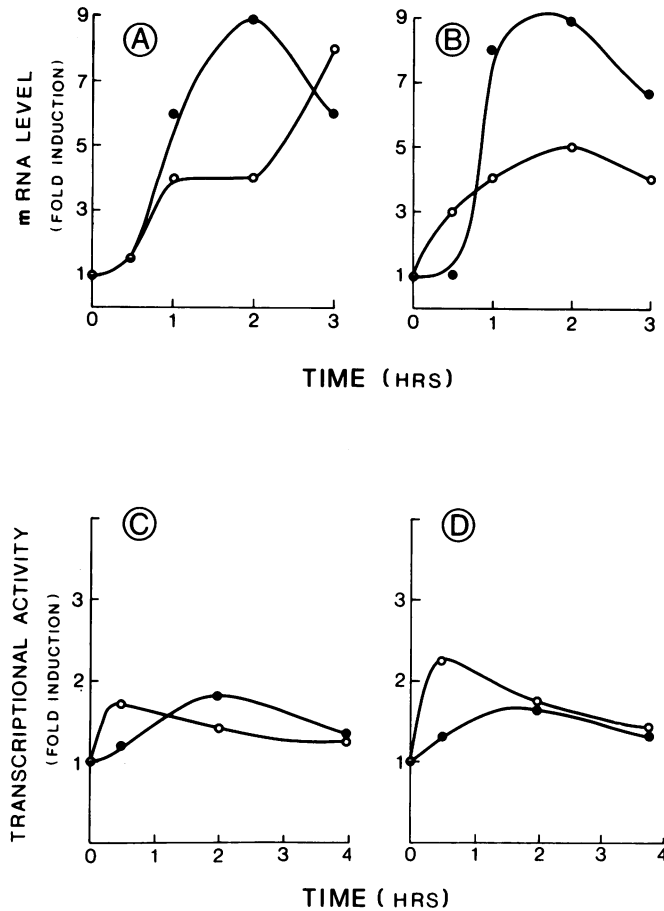 A
B
9
7
5
3
1
9
7
5
3
1
mRNA LEVEL
(FOLD INDUCTION)
0 1 2 3
0 1 2 3
TIME (HRS)
C
D
3
2
1
3
2
1
TRANSCRIPTIONAL ACTIVITY
(FOLD INDUCTION)
0 1 2 3 4
0 1 2 3 4
TIME (HRS)